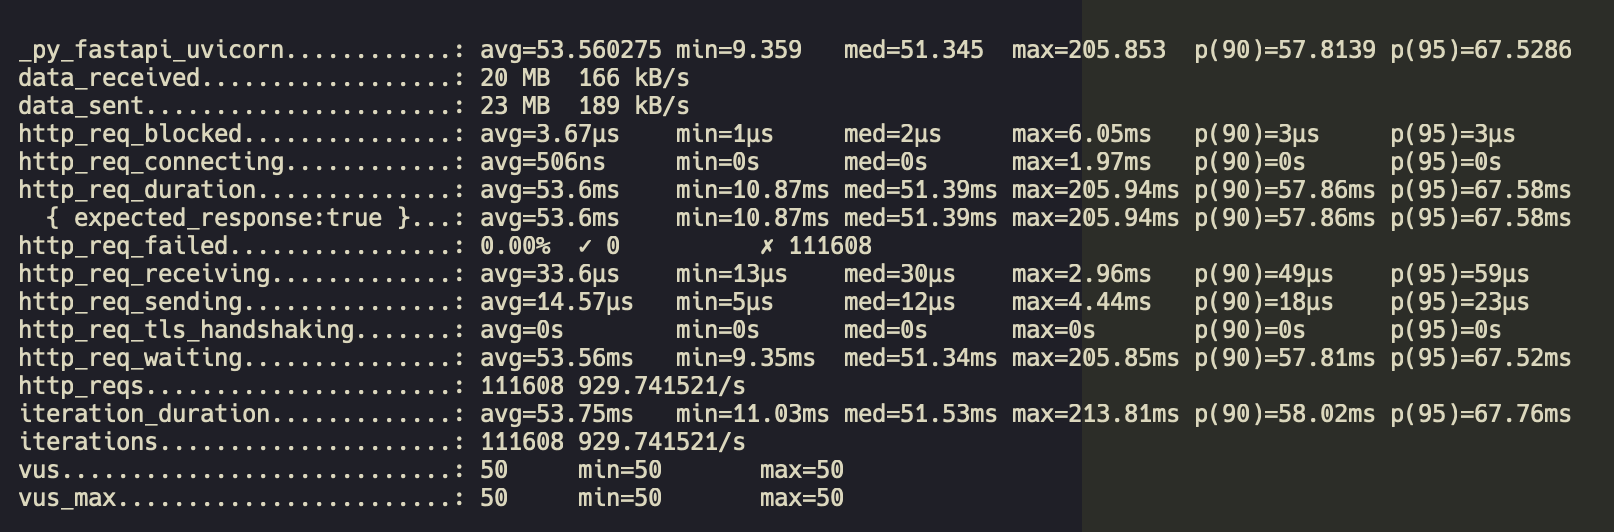 _py_fastapi_uvicorn............: avg=53.560275 min=9.359   med=51.345  max=205.853  p(90)=57.8139 p(95)=67.5286
data_received..................: 20 MB  166 kB/s
data_sent......................: 23 MB  189 kB/s
http_req_blocked...............: avg=3.67µs    min=1µs     med=2µs     max=6.05ms   p(90)=3µs     p(95)=3µs
http_req_connecting............: avg=506ns     min=0s      med=0s      max=1.97ms   p(90)=0s      p(95)=0s
http_req_duration..............: avg=53.6ms    min=10.87ms med=51.39ms max=205.94ms p(90)=57.86ms p(95)=67.58ms
  { expected_response:true }...: avg=53.6ms    min=10.87ms med=51.39ms max=205.94ms p(90)=57.86ms p(95)=67.58ms
http_req_failed................: 0.00%  ✓ 0          ✗ 111608
http_req_receiving.............: avg=33.6µs    min=13µs    med=30µs    max=2.96ms   p(90)=49µs    p(95)=59µs
http_req_sending...............: avg=14.57µs   min=5µs     med=12µs    max=4.44ms   p(90)=18µs    p(95)=23µs
http_req_tls_handshaking.......: avg=0s        min=0s      med=0s      max=0s       p(90)=0s      p(95)=0s
http_req_waiting...............: avg=53.56ms   min=9.35ms  med=51.34ms max=205.85ms p(90)=57.81ms p(95)=67.52ms
http_reqs......................: 111608 929.741521/s
iteration_duration.............: avg=53.75ms   min=11.03ms med=51.53ms max=213.81ms p(90)=58.02ms p(95)=67.76ms
iterations.....................: 111608 929.741521/s
vus............................: 50     min=50       max=50
vus_max........................: 50     min=50       max=50